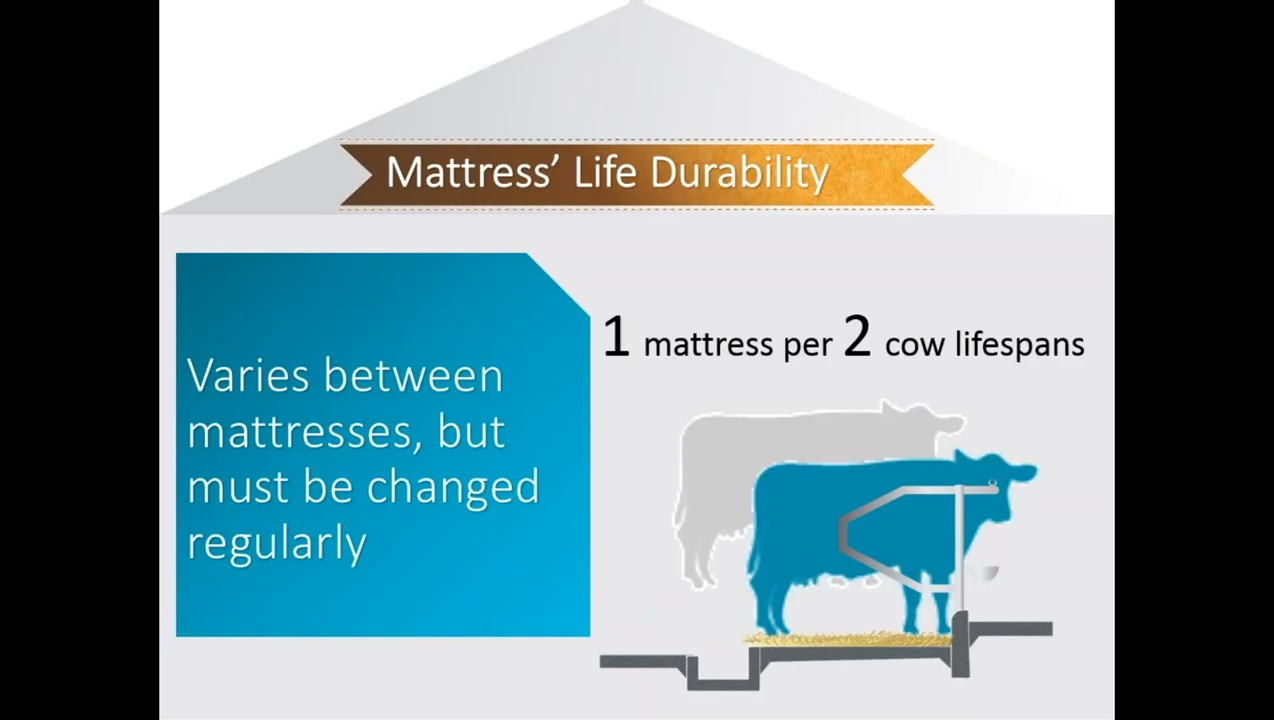 Mattress’ Life Durability
Varies between
mattresses, but
must be changed
regularly
1 mattress per 2 cow lifespans